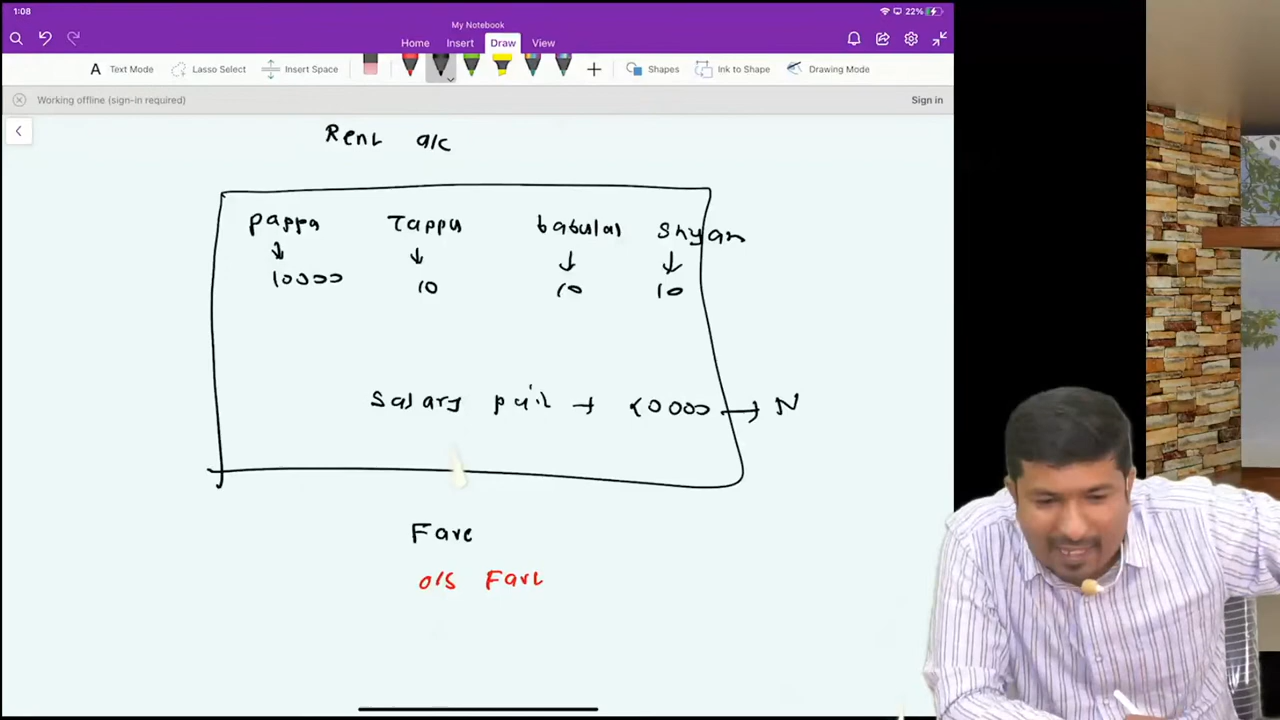 1:08
22%
My Notebook
Home Insert Draw View
Text Mode Lasso Select Insert Space Shapes Ink to Shape Drawing Mode
Working offline (sign-in required) Sign in
Rent a/c
pappa Tappu babulal Shyam
10000 10 10 10
Salary paid → 40000 → N
Fare
o/s Fare